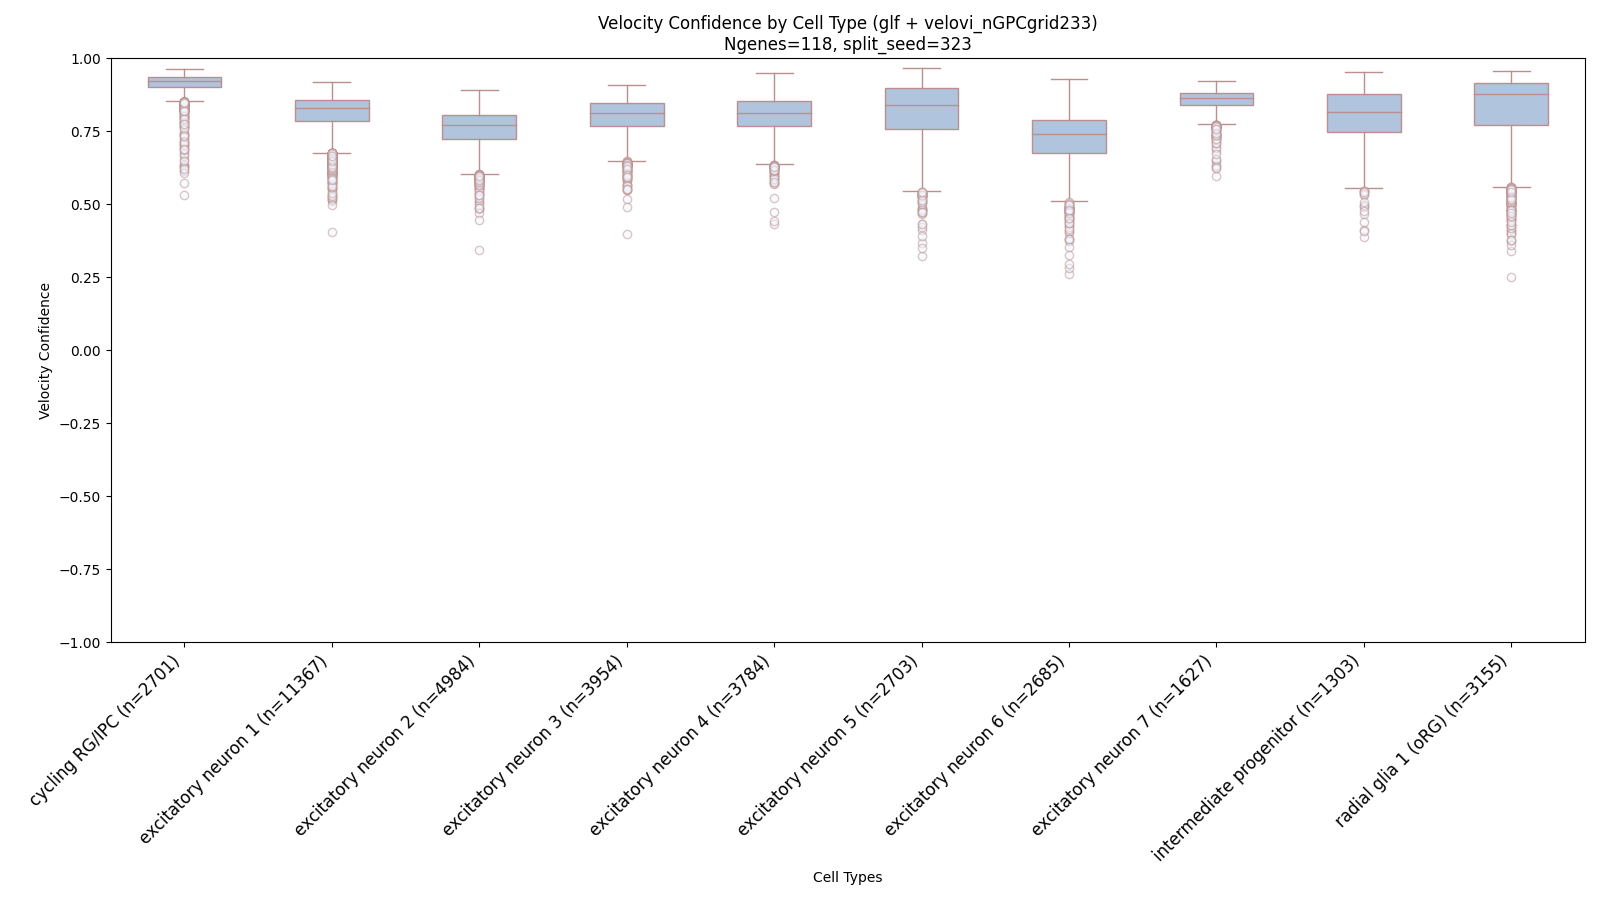 Velocity Confidence by Cell Type (glf + velovi_nGPCgrid233)
Ngenes=118, split_seed=323
Velocity Confidence
1.00
0.75
0.50
0.25
0.00
−0.25
−0.50
−0.75
−1.00
cycling RG/IPC (n=2701)
excitatory neuron 1 (n=11367)
excitatory neuron 2 (n=4984)
excitatory neuron 3 (n=3954)
excitatory neuron 4 (n=3784)
excitatory neuron 5 (n=2703)
excitatory neuron 6 (n=2685)
excitatory neuron 7 (n=1627)
intermediate progenitor (n=1303)
radial glia 1 (oRG) (n=3155)
Cell Types